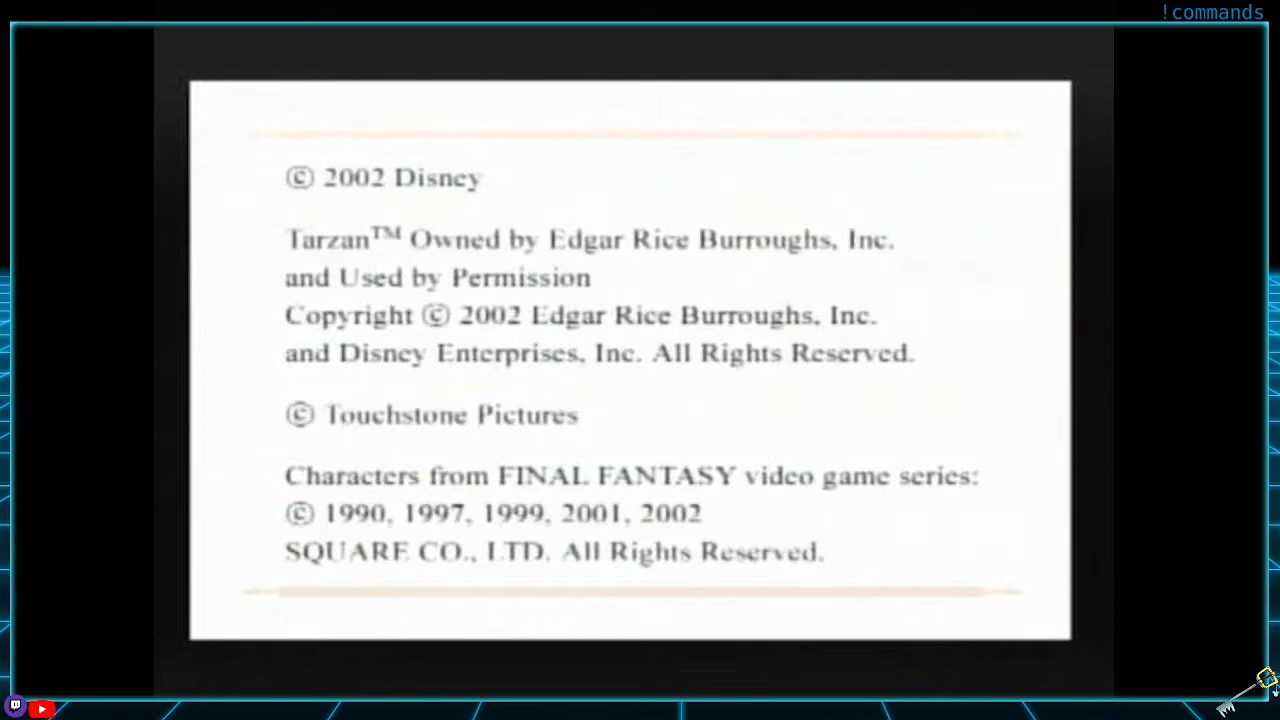 !commands
© 2002 Disney
Tarzan™ Owned by Edgar Rice Burroughs, Inc.
and Used by Permission
Copyright © 2002 Edgar Rice Burroughs, Inc.
and Disney Enterprises, Inc. All Rights Reserved.
© Touchstone Pictures
Characters from FINAL FANTASY video game series:
© 1990, 1997, 1999, 2001, 2002
SQUARE CO., LTD. All Rights Reserved.